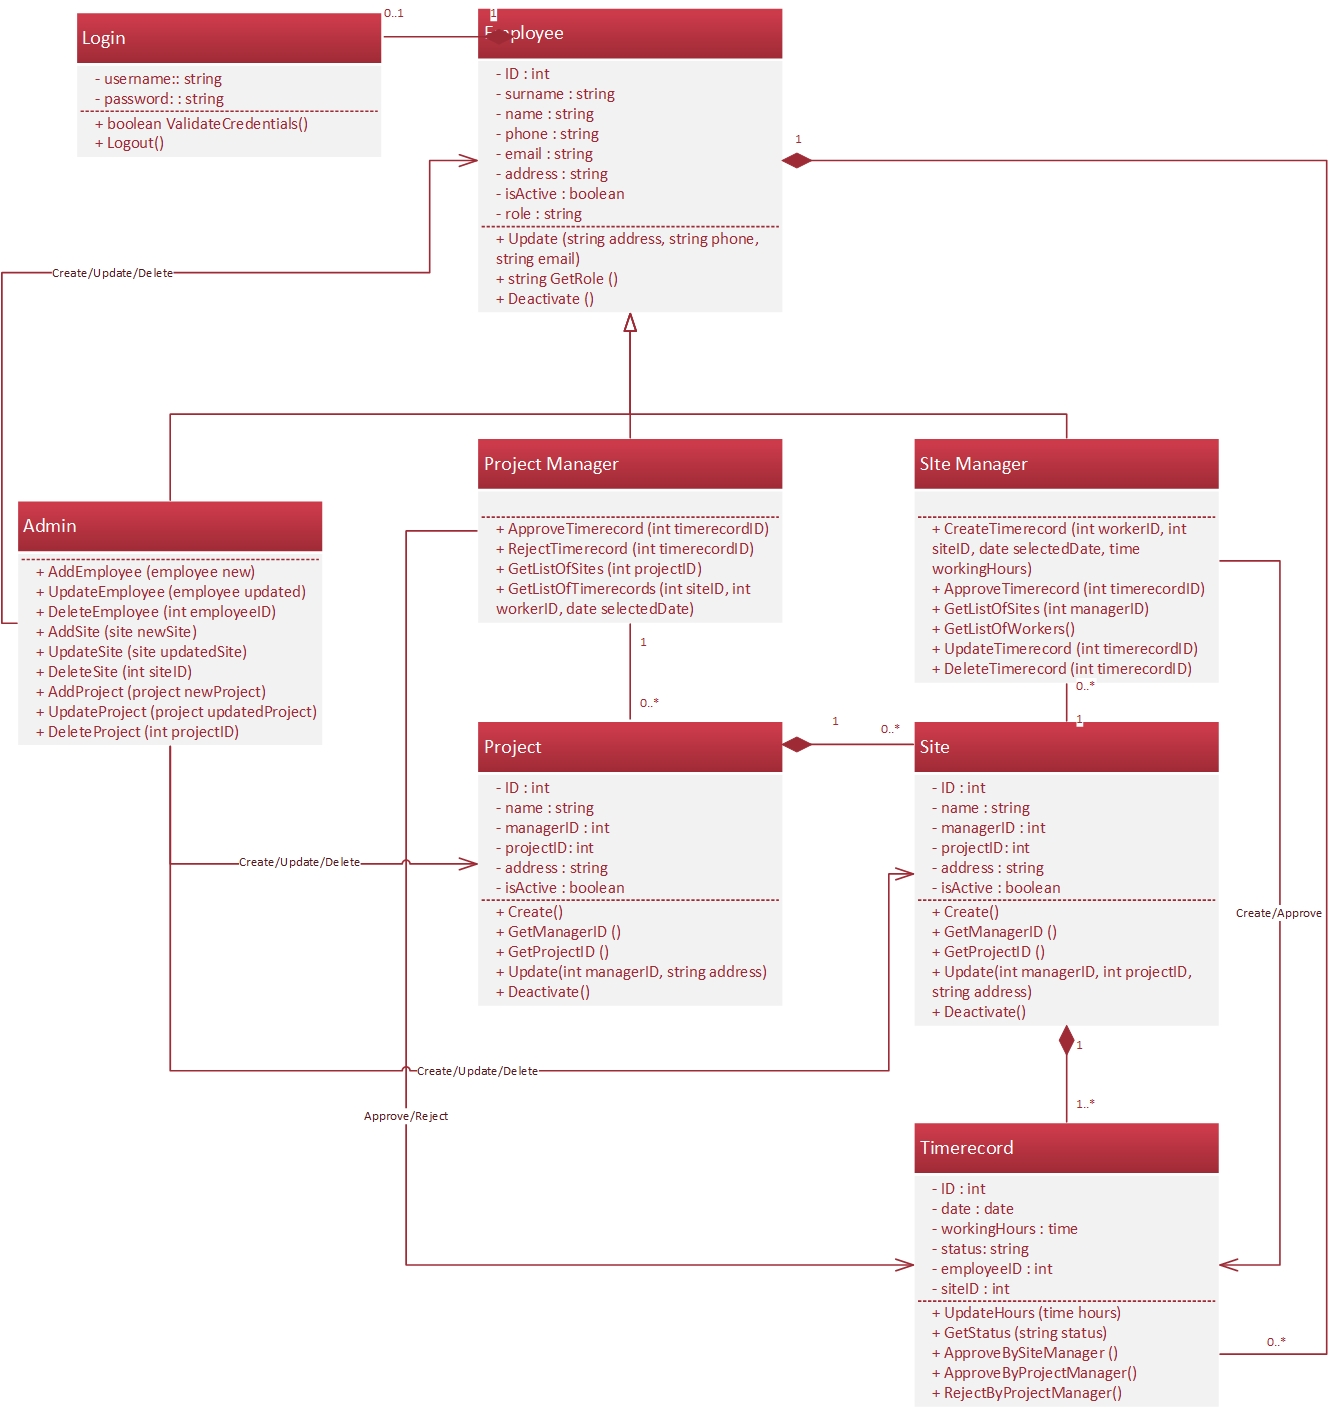 0..1
1
Login
- username:: string
- password: : string
+ boolean ValidateCredentials()
+ Logout()
Employee
- ID : int
- surname : string
- name : string
- phone : string
- email : string
- address : string
- isActive : boolean
- role : string
+ Update (string address, string phone,
string email)
+ string GetRole ()
+ Deactivate ()
1
Create/Update/Delete
Admin
+ AddEmployee (employee new)
+ UpdateEmployee (employee updated)
+ DeleteEmployee (int employeeID)
+ AddSite (site newSite)
+ UpdateSite (site updatedSite)
+ DeleteSite (int siteID)
+ AddProject (project newProject)
+ UpdateProject (project updatedProject)
+ DeleteProject (int projectID)
Project Manager
+ ApproveTimerecord (int timerecordID)
+ RejectTimerecord (int timerecordID)
+ GetListOfSites (int projectID)
+ GetListOfTimerecords (int siteID, int
workerID, date selectedDate)
SIte Manager
+ CreateTimerecord (int workerID, int
siteID, date selectedDate, time
workingHours)
+ ApproveTimerecord (int timerecordID)
+ GetListOfSites (int managerID)
+ GetListOfWorkers()
+ UpdateTimerecord (int timerecordID)
+ DeleteTimerecord (int timerecordID)
1
0..*
0..*
1
1
0..*
Project
- ID : int
- name : string
- managerID : int
- projectID: int
- address : string
- isActive : boolean
+ Create()
+ GetManagerID ()
+ GetProjectID ()
+ Update(int managerID, string address)
+ Deactivate()
Site
- ID : int
- name : string
- managerID : int
- projectID: int
- address : string
- isActive : boolean
+ Create()
+ GetManagerID ()
+ GetProjectID ()
+ Update(int managerID, int projectID,
string address)
+ Deactivate()
Create/Update/Delete
Create/Approve
Create/Update/Delete
Approve/Reject
1
1..*
Timerecord
- ID : int
- date : date
- workingHours : time
- status: string
- employeeID : int
- siteID : int
+ UpdateHours (time hours)
+ GetStatus (string status)
+ ApproveBySiteManager ()
+ ApproveByProjectManager()
+ RejectByProjectManager()
0..*